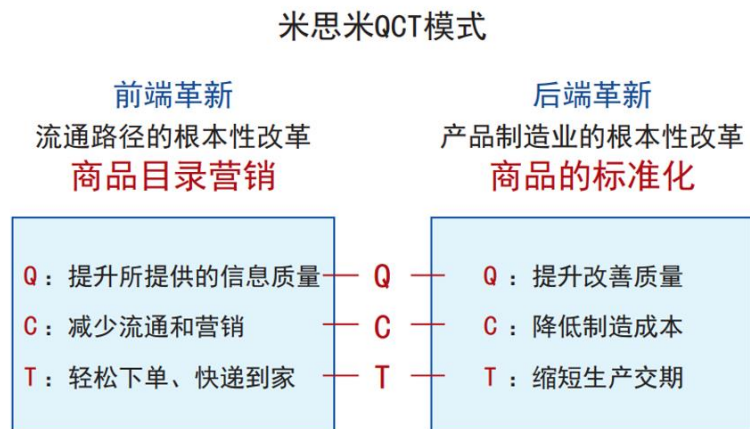 米思米QCT模式
前端革新
流通路径的根本性改革
商品目录营销
Q：提升所提供的信息质量
C：减少流通和营销
T：轻松下单、快递到家
Q
C
T
后端革新
产品制造业的根本性改革
商品的标准化
Q：提升改善质量
C：降低制造成本
T：缩短生产交期